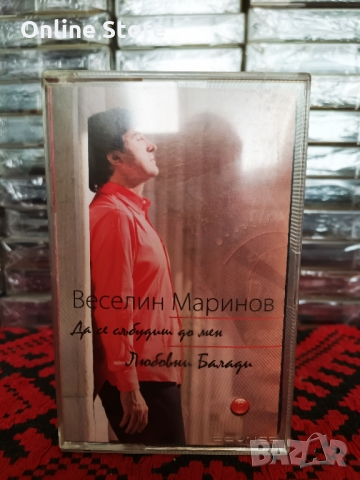 Online Store
Веселин Маринов
Да се събудиш до мен
Любовни Балади
BAZAR